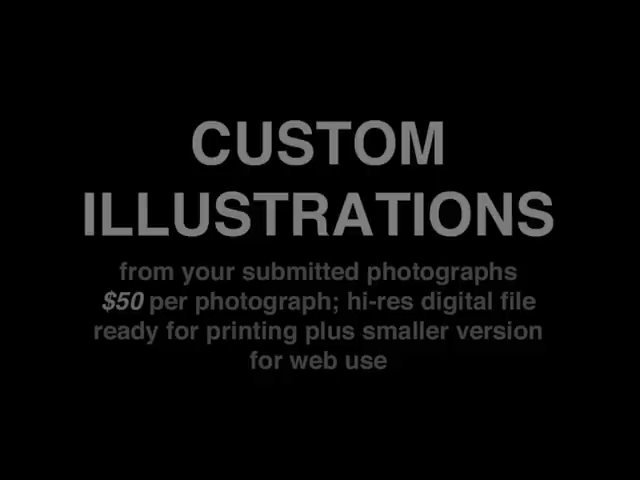 CUSTOM
ILLUSTRATIONS
from your submitted photographs
$50 per photograph; hi-res digital file
ready for printing plus smaller version
for web use